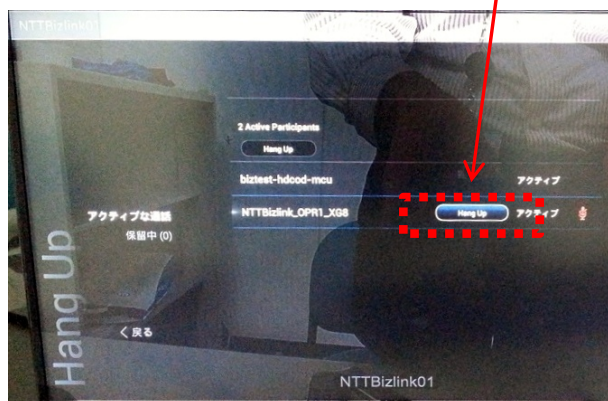 NTTBizlink01
2 Active Participants
Hang Up
biztest-hdcod-mcu アクティブ
NTTBizlink_OPR1_XG8 Hang Up アクティブ
アクティブな通話
保留中 (0)
Hang Up
く 戻る
NTTBizlink01